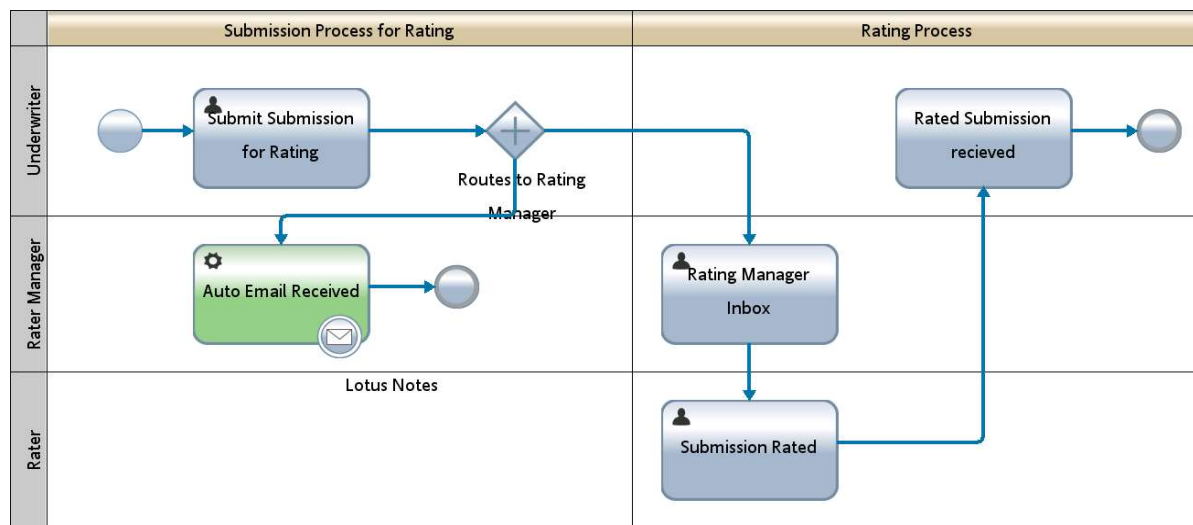 Submission Process for Rating
Rating Process
Underwriter
Submit Submission
for Rating
Routes to Rating
Manager
Rated Submission
recieved
Rater Manager
Auto Email Received
Lotus Notes
Rating Manager
Inbox
Rater
Submission Rated